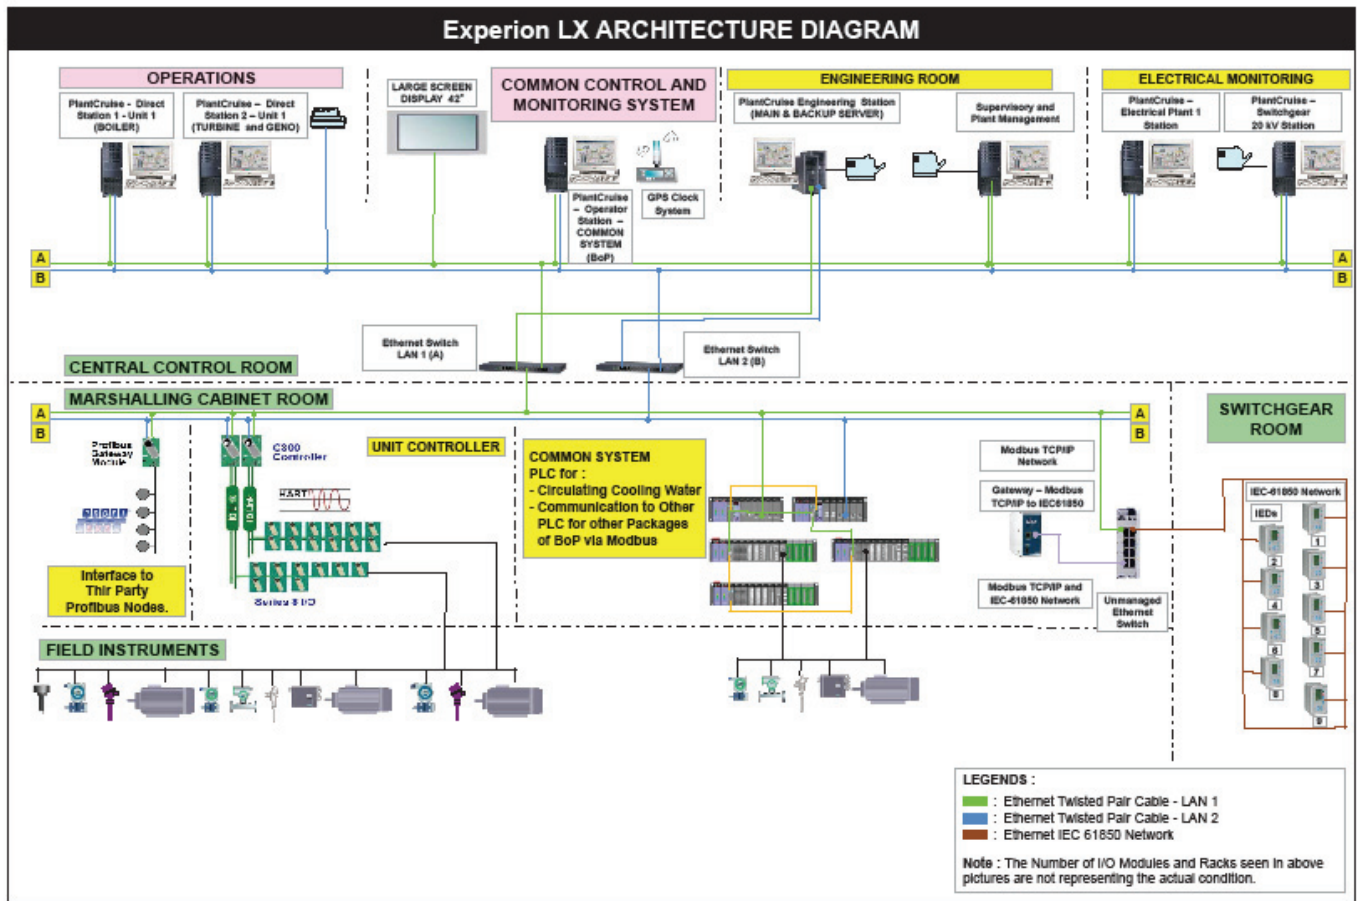 Experion LX ARCHITECTURE DIAGRAM
OPERATIONS
PlantCruise - Direct
Station 1 - Unit 1
(BOILER)
PlantCruise – Direct
Station 2 – Unit 1
(TURBINE and GENO)
LARGE SCREEN
DISPLAY 42"
COMMON CONTROL AND
MONITORING SYSTEM
PlantCruise
– Operator
Station –
COMMON
SYSTEM
(BoP)
GPS Clock
System
ENGINEERING ROOM
PlantCruise Engineering Station
(MAIN & BACKUP SERVER)
Supervisory and
Plant Management
ELECTRICAL MONITORING
PlantCruise –
Electrical Plant 1
Station
PlantCruise –
Switchgear
20 kV Station
A
B
A
B
Ethernet Switch
LAN 1 (A)
Ethernet Switch
LAN 2 (B)
CENTRAL CONTROL ROOM
MARSHALLING CABINET ROOM
A
B
A
B
SWITCHGEAR
ROOM
Profibus
Gateway
Module
C300
Controller
UNIT CONTROLLER
HART
Series 8 I/O
Interface to
Thir Party
Profibus Nodes.
COMMON SYSTEM
PLC for :
- Circulating Cooling Water
- Communication to Other
PLC for other Packages
of BoP via Modbus
Modbus TCP/IP
Network
Gateway – Modbus
TCP/IP to IEC61850
Modbus TCP/IP and
IEC-61850 Network
Unmanaged
Ethernet
Switch
IEC-61850 Network
IEDs
1
2
3
4
5
6
7
8
9
FIELD INSTRUMENTS
LEGENDS :
: Ethernet Twisted Pair Cable - LAN 1
: Ethernet Twisted Pair Cable - LAN 2
: Ethernet IEC 61850 Network
Note : The Number of I/O Modules and Racks seen in above
pictures are not representing the actual condition.